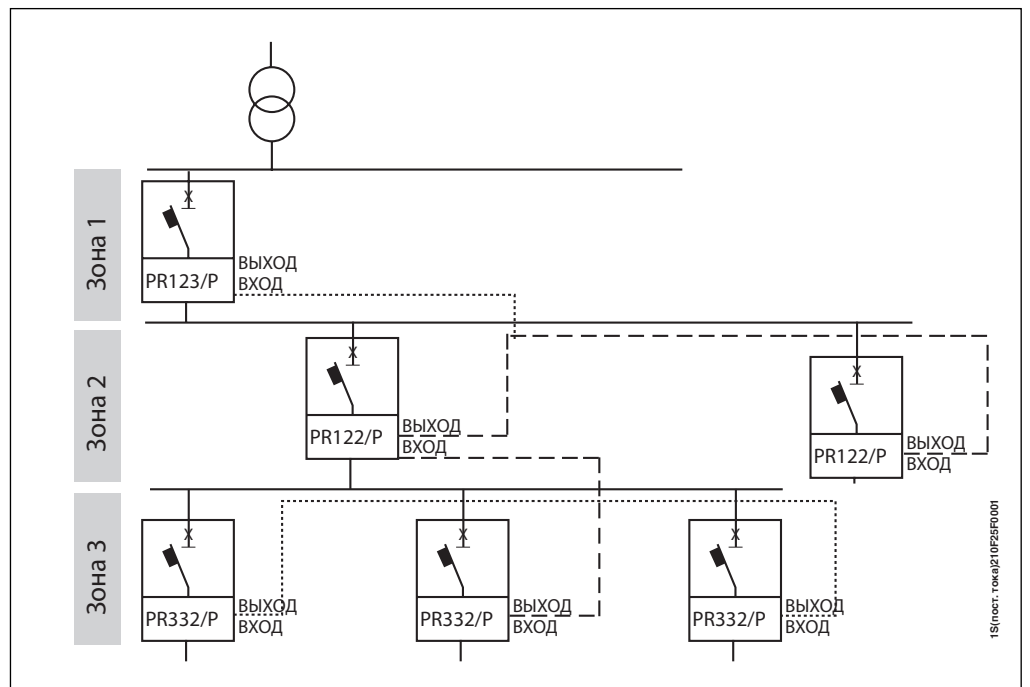 Зона 1
PR123/P
ВЫХОД
ВХОД
Зона 2
PR122/P
ВЫХОД
ВХОД
PR122/P
ВЫХОД
ВХОД
Зона 3
PR332/P
ВЫХОД
ВХОД
PR332/P
ВЫХОД
ВХОД
PR332/P
ВЫХОД
ВХОД
1S(пост. тока)210F25F0001